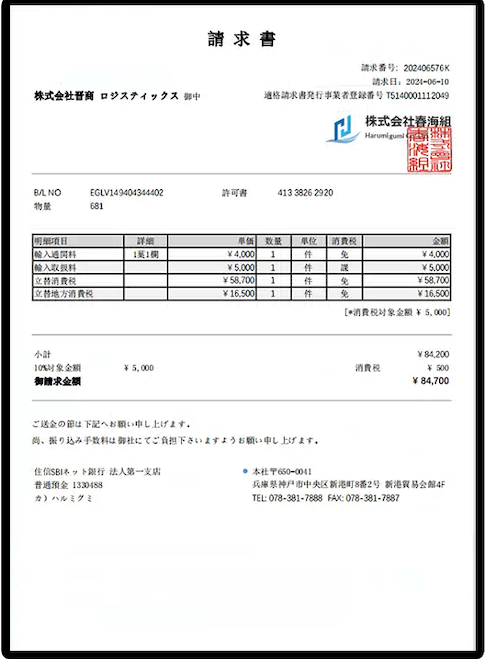 請求書
請求番号: 202406576K
請求日: 2024-06-10
株式会社晋商 ロジスティックス 御中
適格請求書発行事業者登録番号 T5140001112049
株式会社春海組
Harumigumi
B/L NO EGLV149404344402 許可書 413 3826 2920
物量 681
明細項目 詳細 単価 数量 単位 消費税 金額
輸入通関料 1葉1欄 ¥4,000 1 件 免 ¥4,000
輸入取扱料 ¥5,000 1 件 課 ¥5,000
立替消費税 ¥58,700 1 件 免 ¥58,700
立替地方消費税 ¥16,500 1 件 免 ¥16,500
[*消費税対象金額 ¥ 5,000]
小計 ¥84,200
10%対象金額 ¥ 5,000 消費税 ¥ 500
御請求金額 ¥ 84,700
ご送金の節は下記へお願い申し上げます。
尚、振り込み手数料は御社にてご負担下さいますようお願い申し上げます。
住信SBIネット銀行 法人第一支店
普通預金 1330488
カ）ハルミグミ
本社〒650-0041
兵庫県神戸市中央区新港町8番2号 新港貿易会館4F
TEL: 078-381-7888 FAX: 078-381-7887